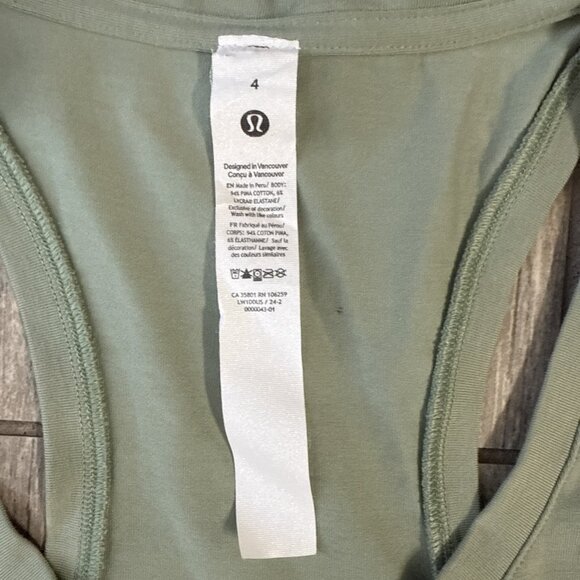 4
Designed in Vancouver
Conçu à Vancouver
EN Made in Peru/ BODY:
94% PIMA COTTON, 6%
LYCRA® ELASTANE/
Exclusive of decoration/
Wash with like colours
FR Fabriqué au Pérou/
CORPS: 94% COTON PIMA,
6% ÉLASTHANNE/ Sauf la
décoration/ Lavage avec
des couleurs similaires
CA 35801 RN 106259
LW1DDUS / 24-2
0000043-01